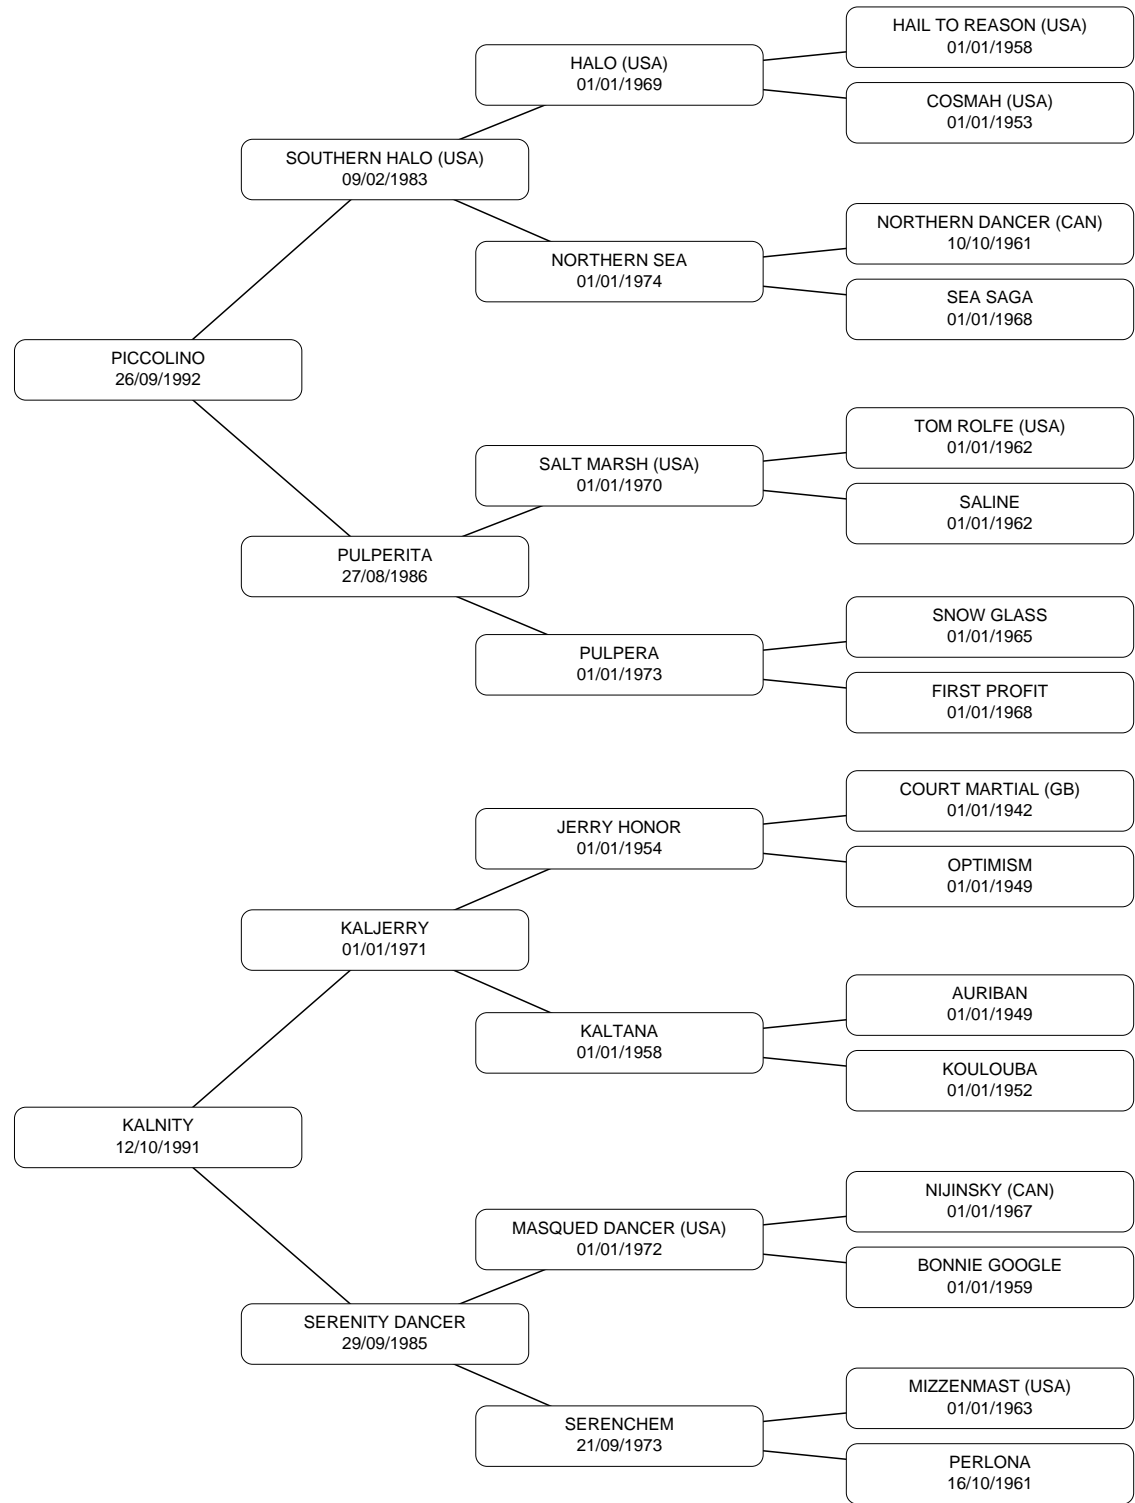 HAIL TO REASON (USA)
01/01/1958
HALO (USA)
01/01/1969
COSMAH (USA)
01/01/1953
SOUTHERN HALO (USA)
09/02/1983
NORTHERN DANCER (CAN)
10/10/1961
NORTHERN SEA
01/01/1974
SEA SAGA
01/01/1968
PICCOLINO
26/09/1992
TOM ROLFE (USA)
01/01/1962
SALT MARSH (USA)
01/01/1970
SALINE
01/01/1962
PULPERITA
27/08/1986
SNOW GLASS
01/01/1965
PULPERA
01/01/1973
FIRST PROFIT
01/01/1968
COURT MARTIAL (GB)
01/01/1942
JERRY HONOR
01/01/1954
OPTIMISM
01/01/1949
KALJERRY
01/01/1971
AURIBAN
01/01/1949
KALTANA
01/01/1958
KOULOUBA
01/01/1952
KALNITY
12/10/1991
NIJINSKY (CAN)
01/01/1967
MASQUED DANCER (USA)
01/01/1972
BONNIE GOOGLE
01/01/1959
SERENITY DANCER
29/09/1985
MIZZENMAST (USA)
01/01/1963
SERENCHEM
21/09/1973
PERLONA
16/10/1961